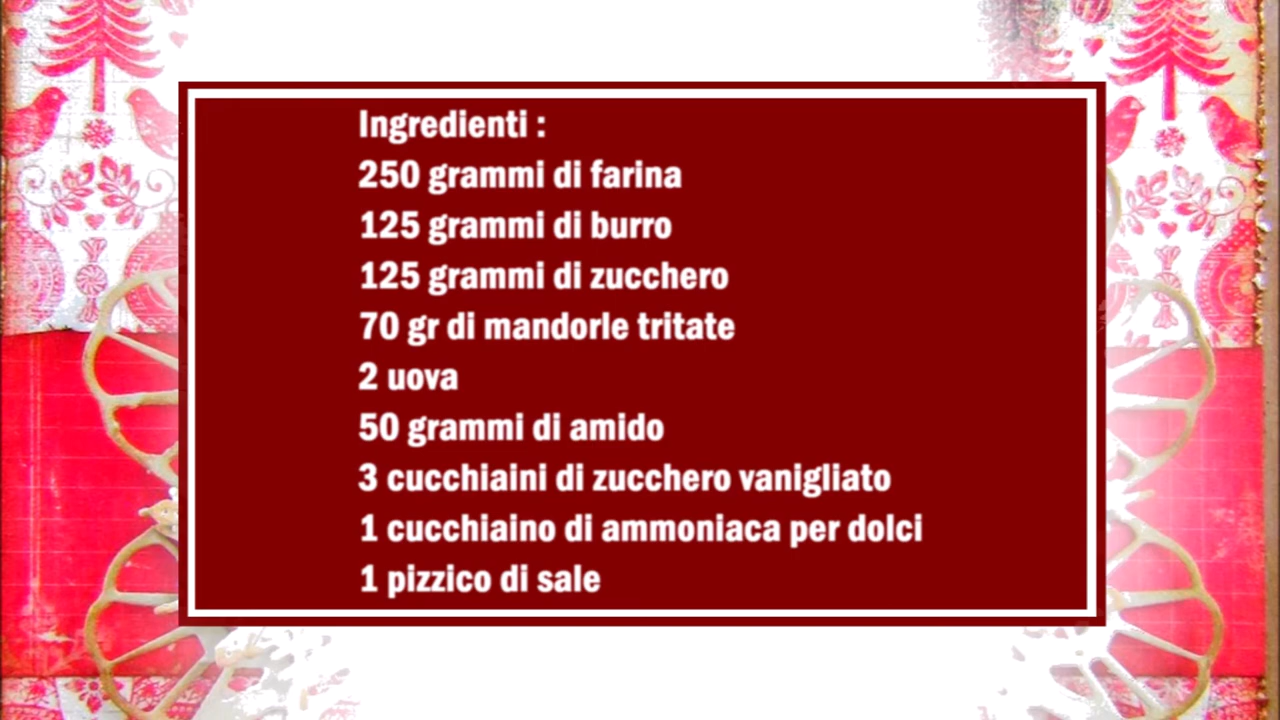 Ingredienti :
250 grammi di farina
125 grammi di burro
125 grammi di zucchero
70 gr di mandorle tritate
2 uova
50 grammi di amido
3 cucchiaini di zucchero vanigliato
1 cucchiaino di ammoniaca per dolci
1 pizzico di sale